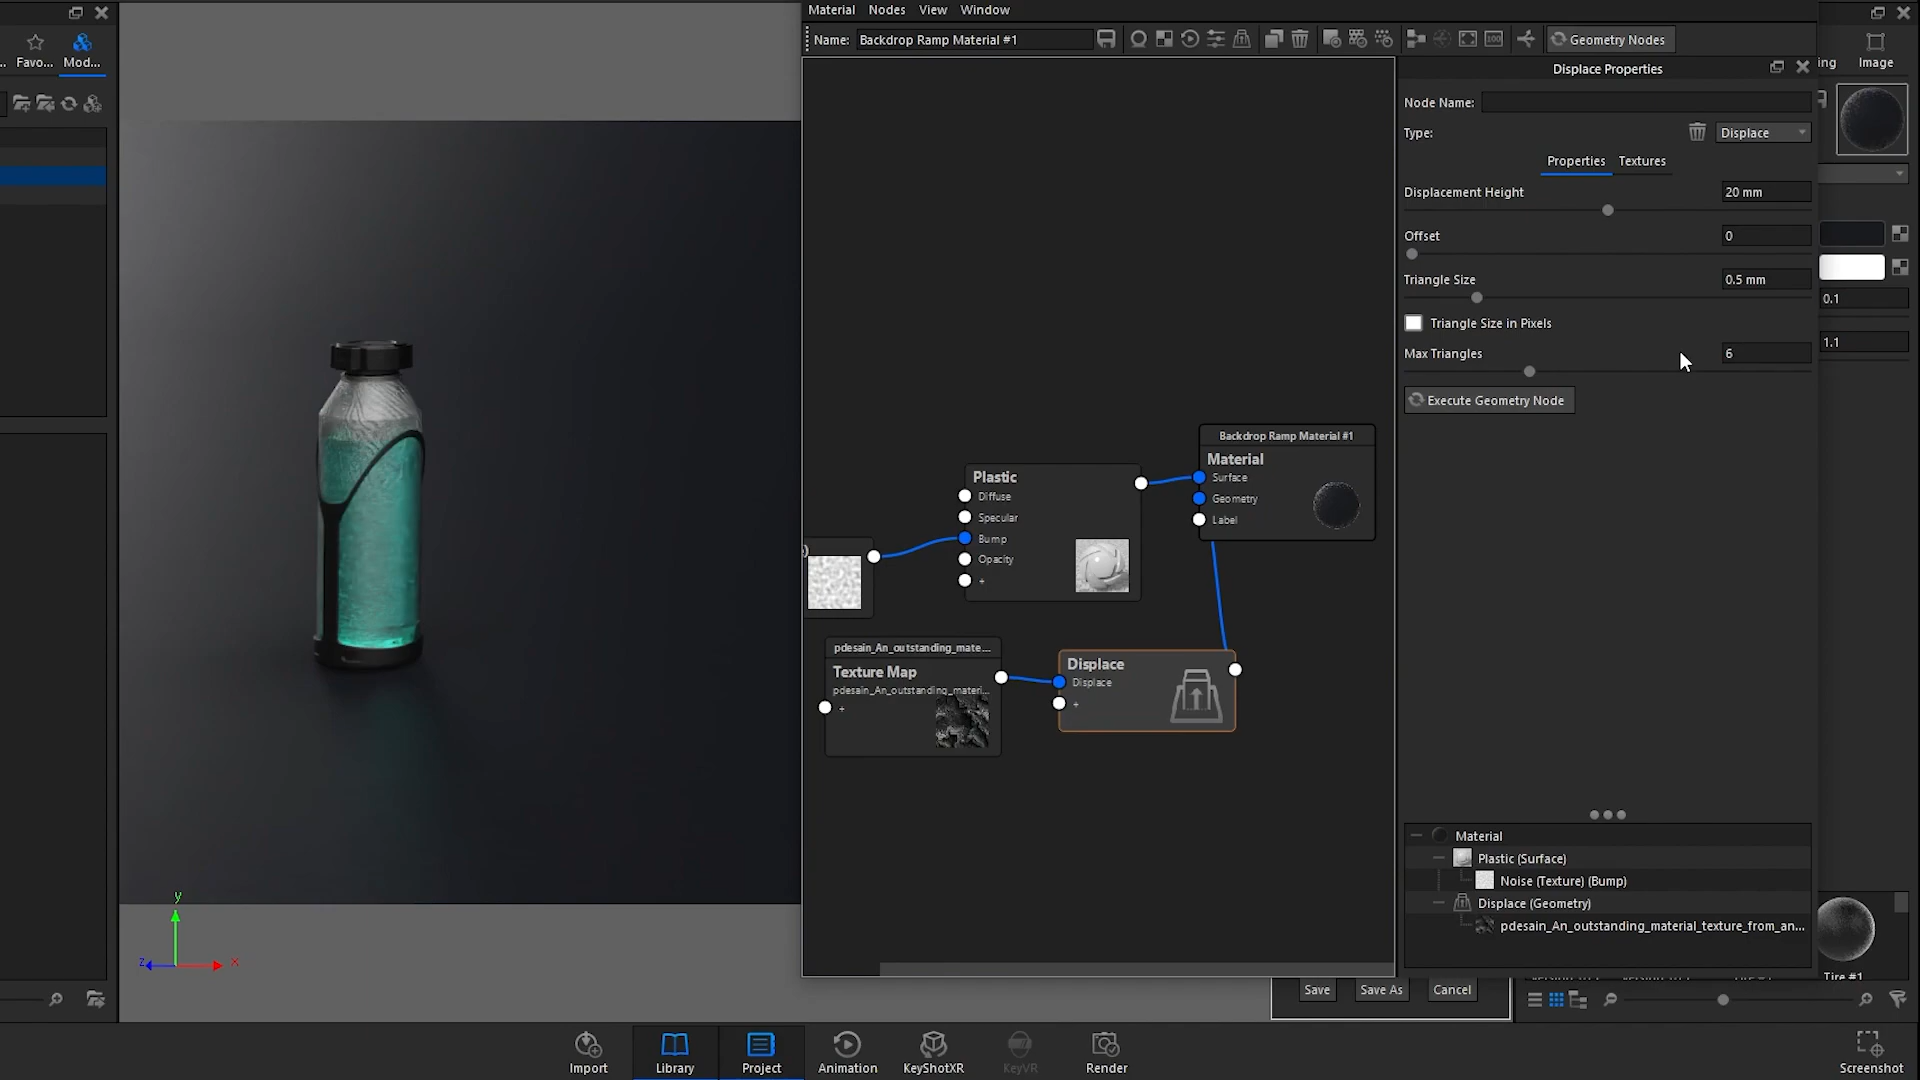 Material Nodes View Window
Name: Backdrop Ramp Material #1
Geometry Nodes
... Favo... Mod...
ing Image
Displace Properties
Node Name:
Type: Displace
Properties Textures
Displacement Height 20 mm
Offset 0
Triangle Size 0.5 mm
Triangle Size in Pixels
Max Triangles 6
Execute Geometry Node
0.1
1.1
Backdrop Ramp Material #1
Material
Surface
Geometry
Label
Plastic
Diffuse
Specular
Bump
Opacity
+
pdesain_An_outstanding_mate...
Texture Map
pdesain_An_outstanding_materi...
+
Displace
Displace
+
Material
Plastic (Surface)
Noise (Texture) (Bump)
Displace (Geometry)
pdesain_An_outstanding_material_texture_from_an...
Tire #1
y
z
x
Save Save As Cancel
Import Library Project Animation KeyShotXR KeyVR Render Screenshot